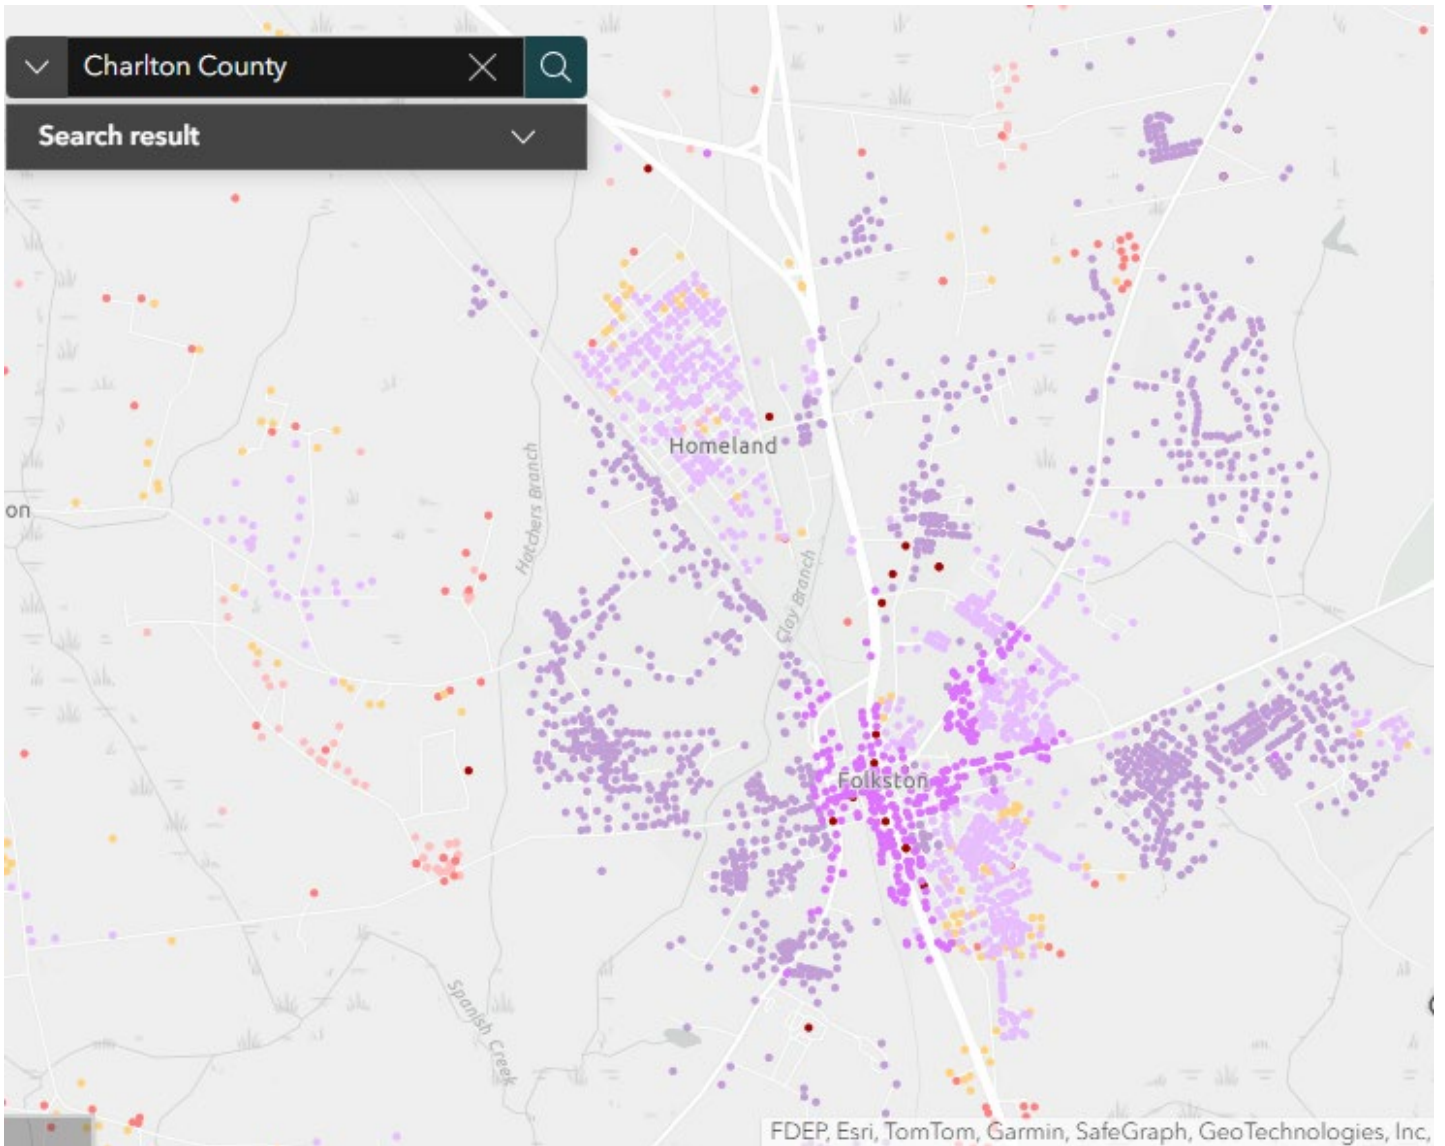 Charlton County
Search result
Homeland
Hotchers Branch
on
Clay Branch
Folkston
Spanish Creek
FDEP, Esri, TomTom, Garmin, SafeGraph, GeoTechnologies, Inc,